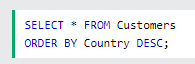 SELECT * FROM Customers
ORDER BY Country DESC;